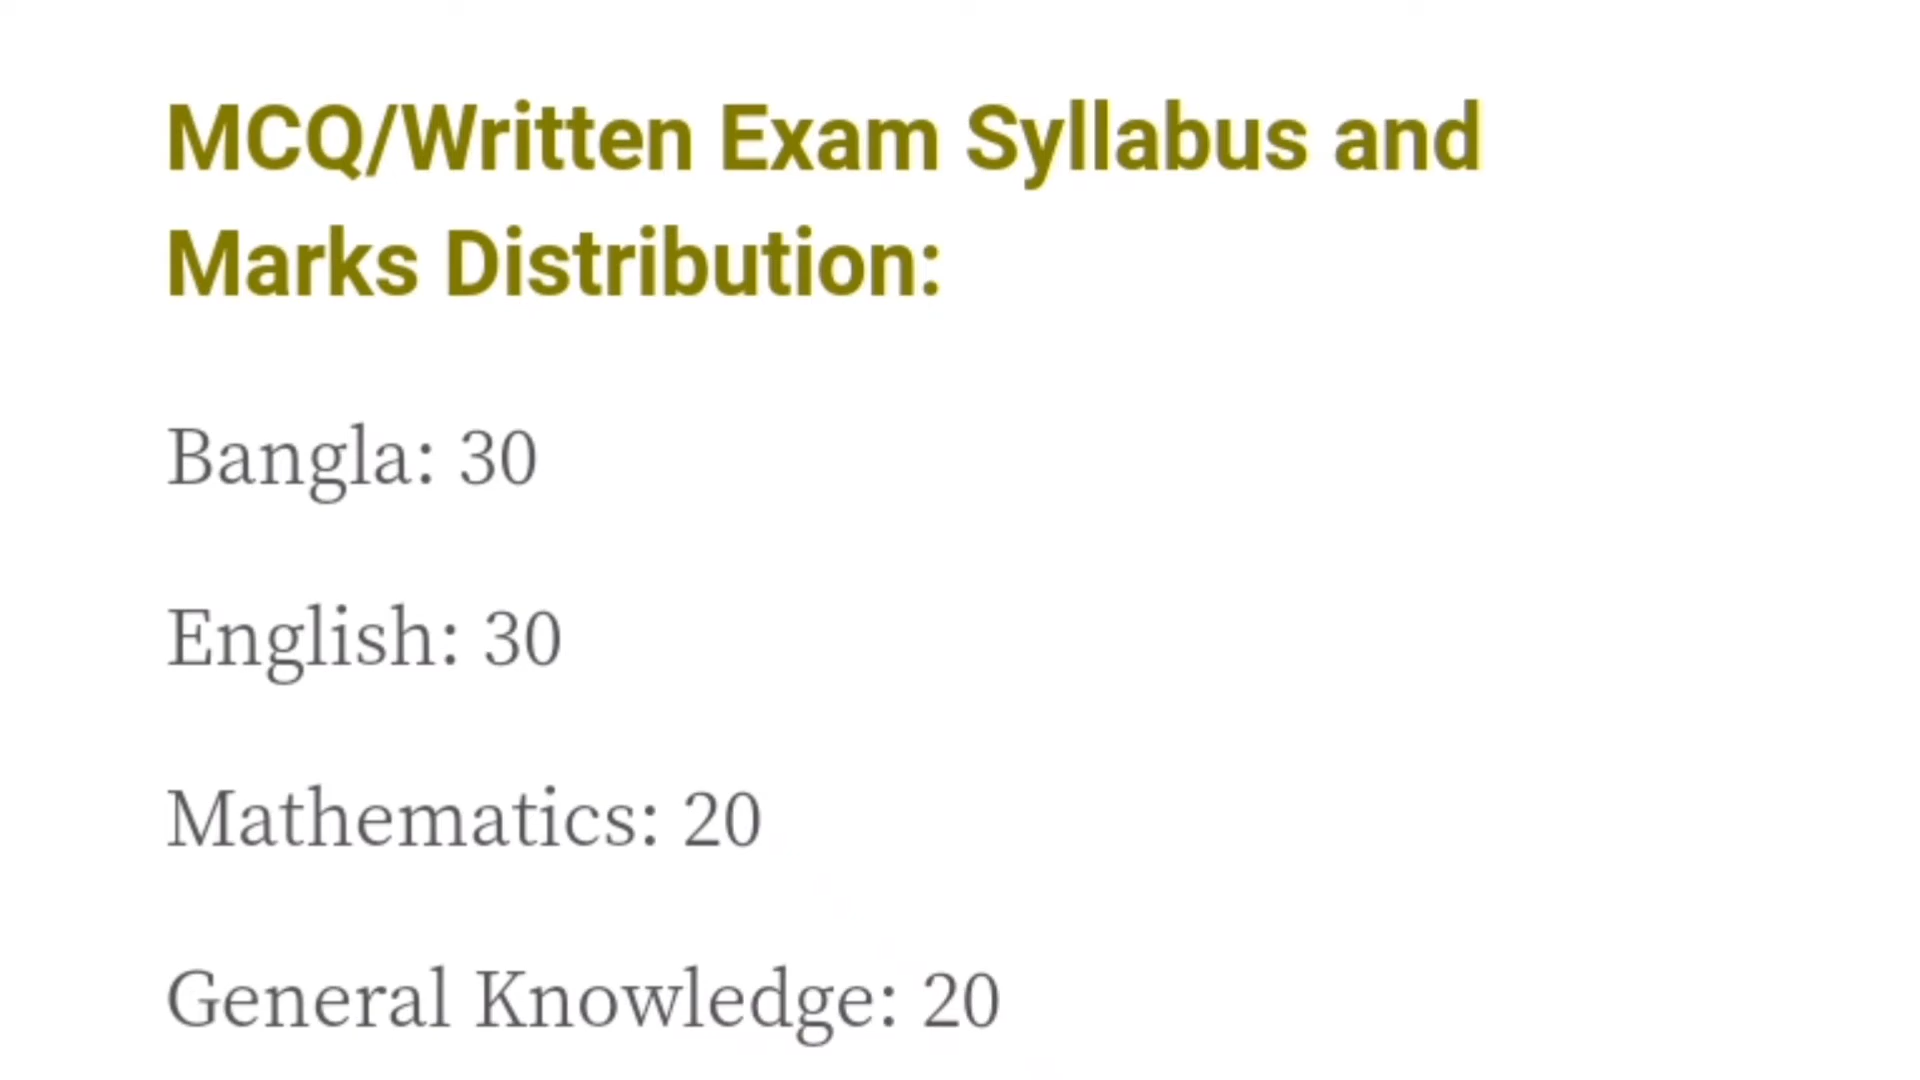 MCQ/Written Exam Syllabus and
Marks Distribution:
Bangla: 30
English: 30
Mathematics: 20
General Knowledge: 20